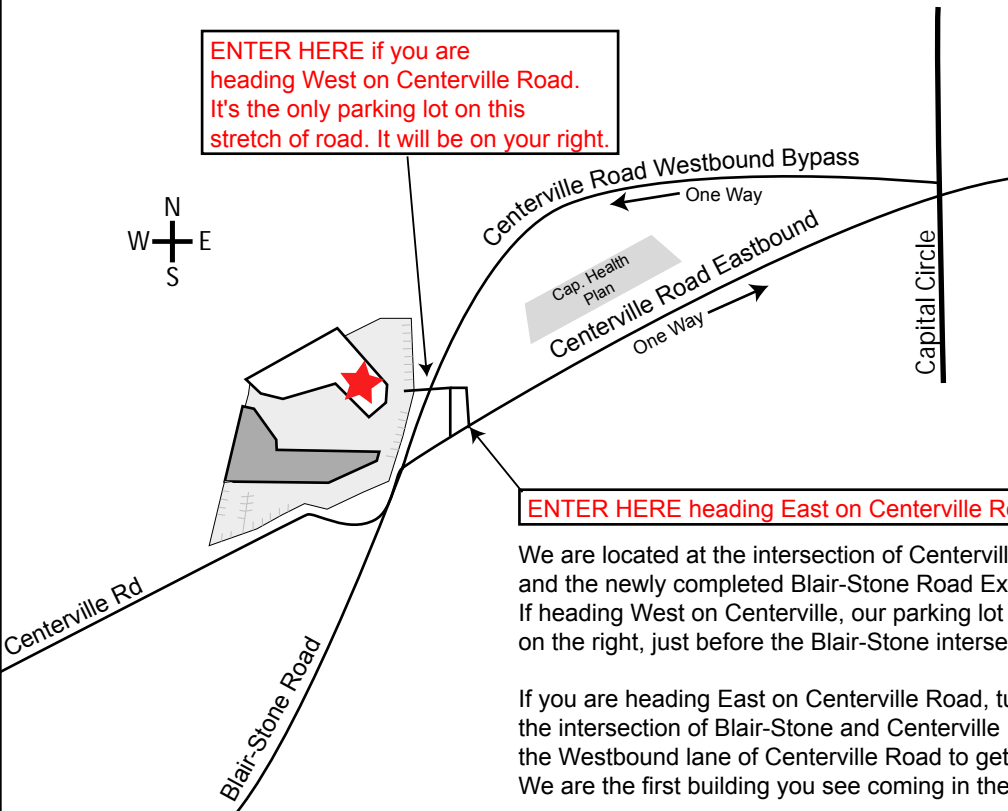 ENTER HERE if you are
heading West on Centerville Road.
It's the only parking lot on this
stretch of road. It will be on your right.
Centerville Road Westbound Bypass
One Way
N
W E
S
Cap. Health
Plan
Centerville Road Eastbound
One Way
Capital Circle
ENTER HERE heading East on Centerville
We are located at the intersection of
and the newly completed Blair-Stone Road
If heading West on Centerville, our parking lot
on the right, just before the Blair-Stone
Centerville Rd
Blair-Stone Road
If you are heading East on Centerville Road,
the intersection of Blair-Stone and Centerville
the Westbound lane of Centerville Road to get
We are the first building you see coming in the